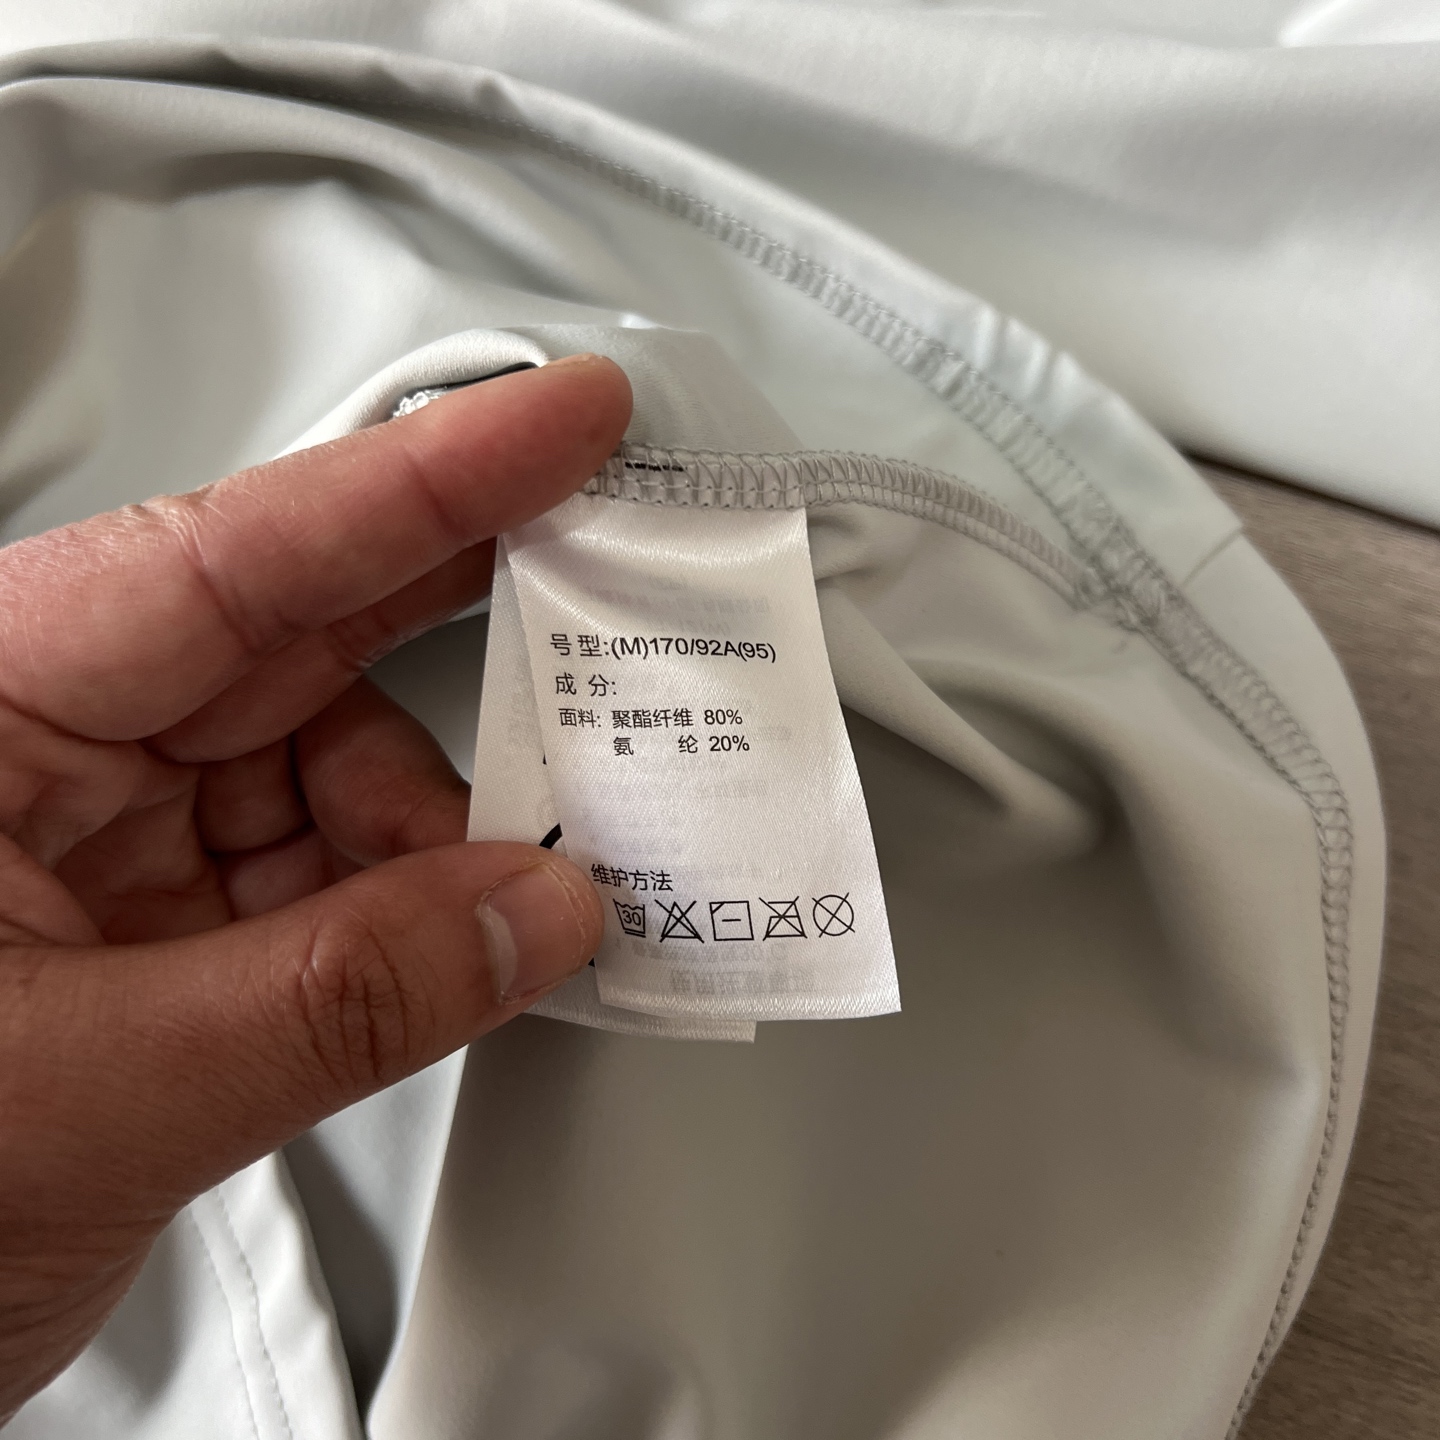 号型:(M)170/92A(95)
成 分:
面料: 聚酯纤维 80%
氨 纶 20%
维护方法
30